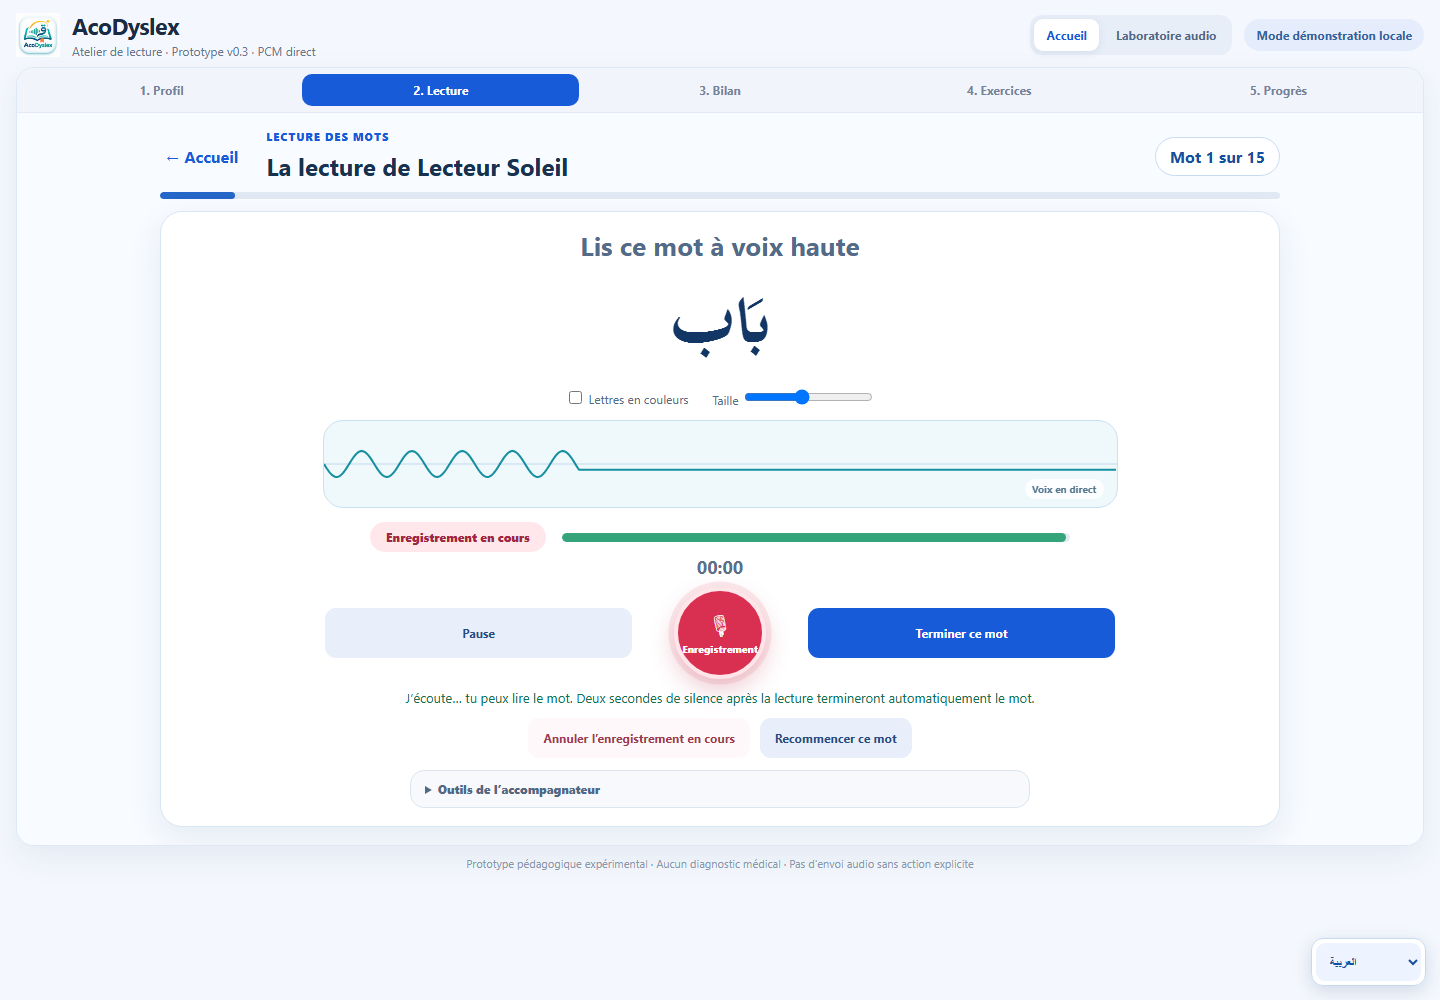 AcoDyslex
AcoDyslex
Atelier de lecture · Prototype v0.3 · PCM direct
Accueil
Laboratoire audio
Mode démonstration locale
1. Profil
2. Lecture
3. Bilan
4. Exercices
5. Progrès
← Accueil
LECTURE DES MOTS
La lecture de Lecteur Soleil
Mot 1 sur 15
Lis ce mot à voix haute
بَاب
Lettres en couleurs
Taille
Voix en direct
Enregistrement en cours
00:00
Pause
Enregistrement
Terminer ce mot
J’écoute… tu peux lire le mot. Deux secondes de silence après la lecture termineront automatiquement le mot.
Annuler l’enregistrement en cours
Recommencer ce mot
Outils de l’accompagnateur
Prototype pédagogique expérimental · Aucun diagnostic médical · Pas d’envoi audio sans action explicite
العربية